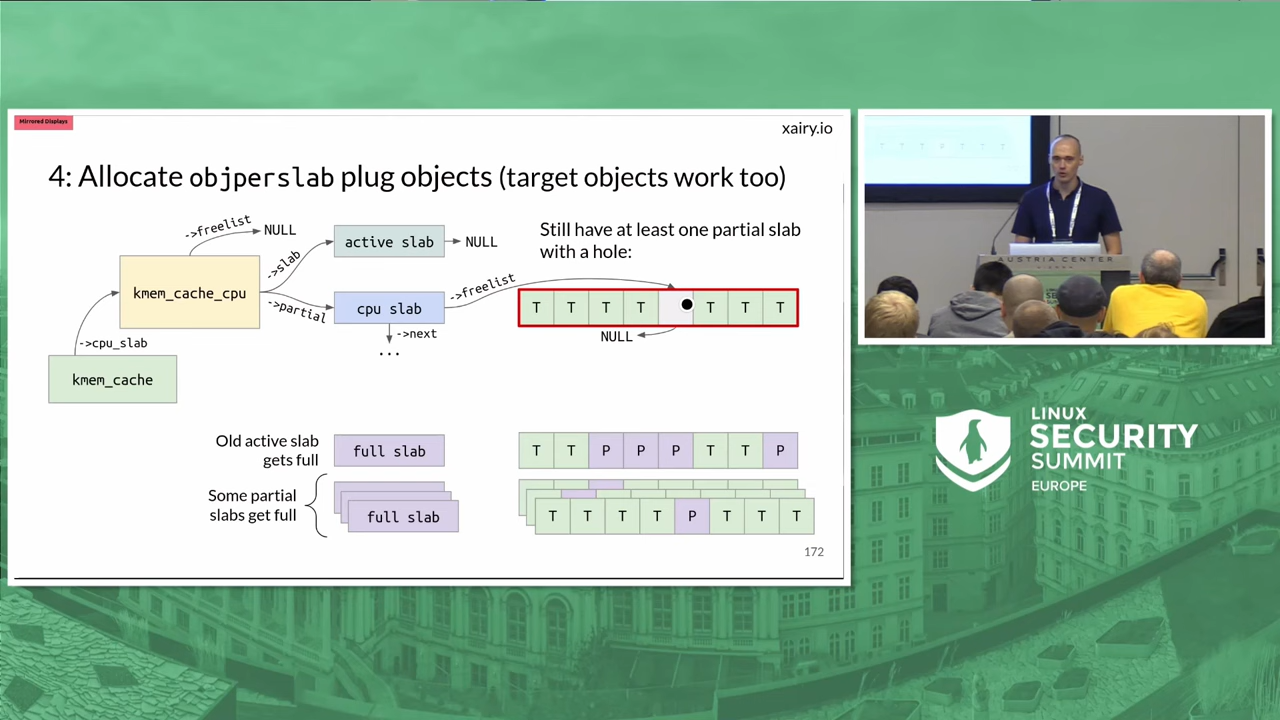 Mirrored Displays
xairy.io
4: Allocate objperslab plug objects (target objects work too)
->freelist
NULL
->slab
active slab
NULL
Still have at least one partial slab
with a hole:
kmem_cache_cpu
->partial
cpu slab
->freelist
T T T T T T T
->next
NULL
...
->cpu_slab
kmem_cache
Old active slab
gets full
full slab
T T P P P T T P
Some partial
slabs get full
full slab
T T T T P T T T
172
AUSTRIA CENTER
LINUX
SECURITY
SUMMIT
EUROPE